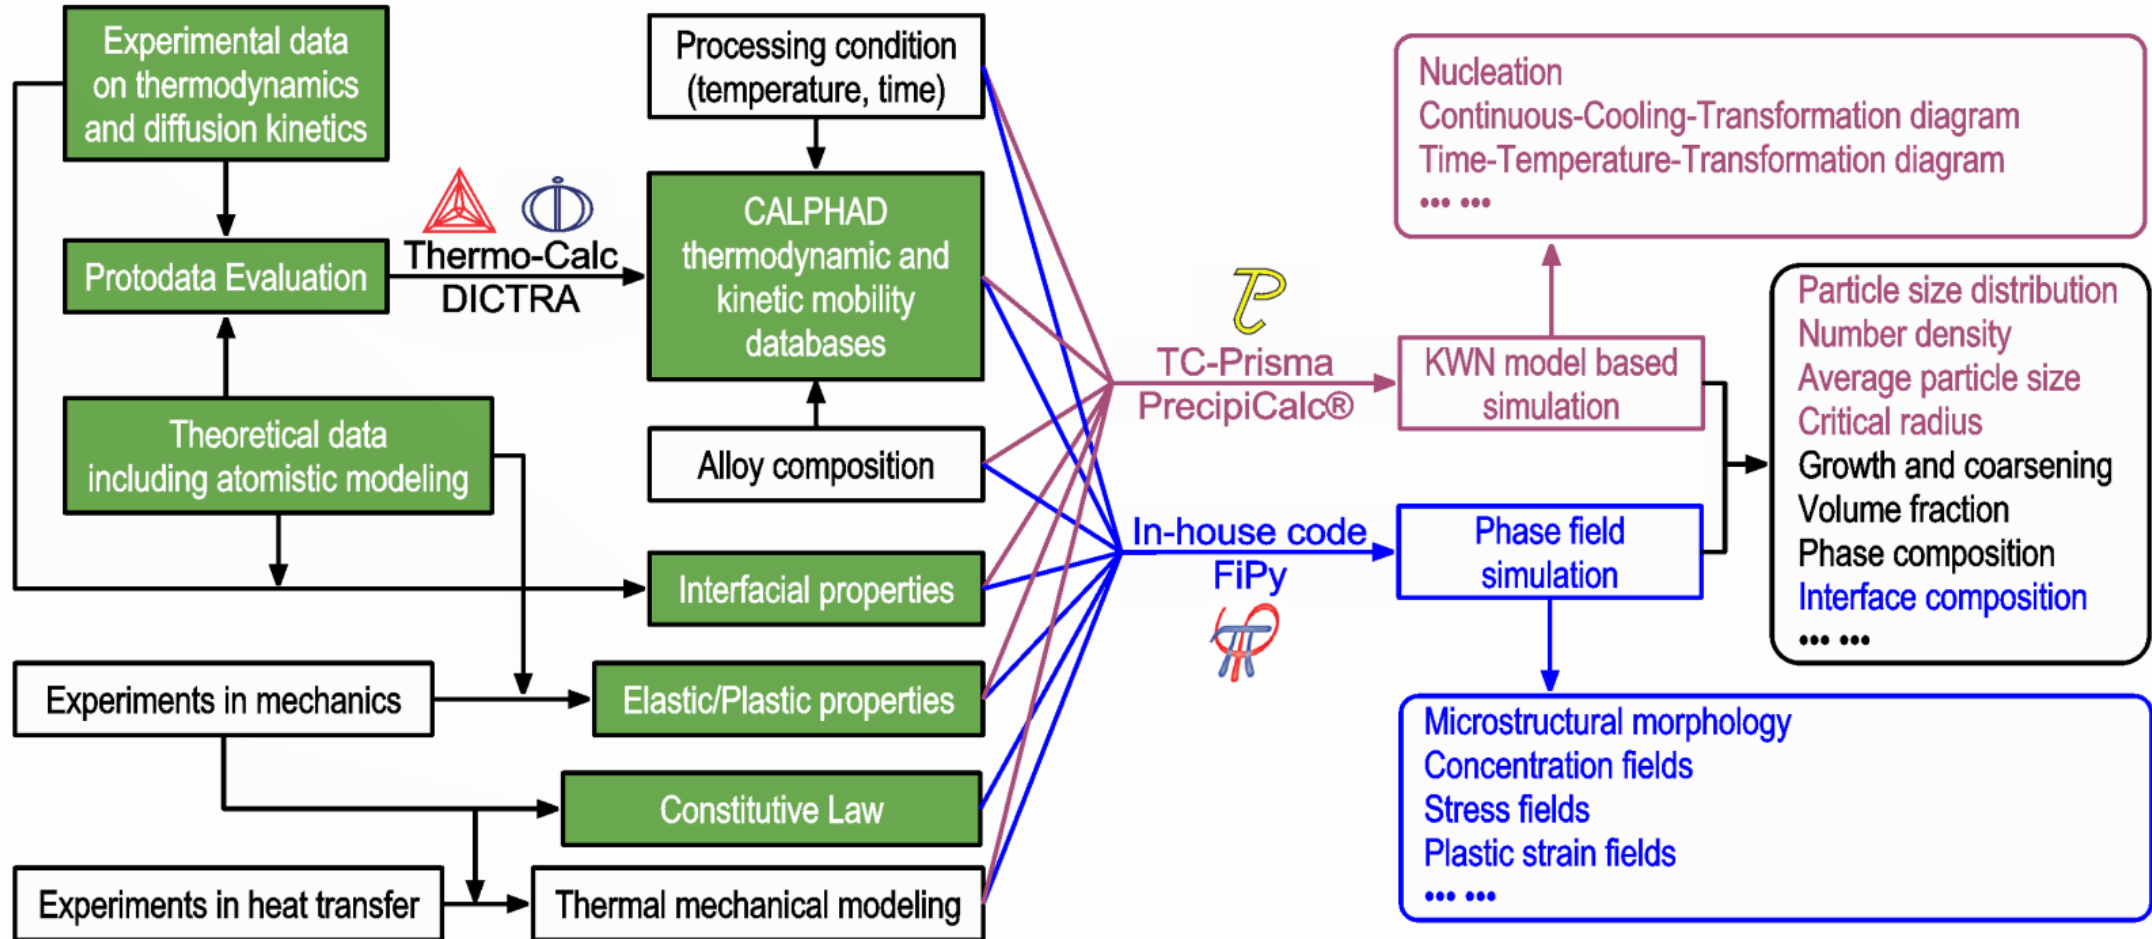 Experimental data
on thermodynamics
and diffusion kinetics
Protodata Evaluation
Theoretical data
including atomistic modeling
Experiments in mechanics
Experiments in heat transfer
Thermo-Calc
DICTRA
Processing condition
(temperature, time)
CALPHAD
thermodynamic and
kinetic mobility
databases
Alloy composition
Interfacial properties
Elastic/Plastic properties
Constitutive Law
Thermal mechanical modeling
TC-Prisma
PrecipiCalc®
In-house code
FiPy
KWN model based
simulation
Phase field
simulation
Nucleation
Continuous-Cooling-Transformation diagram
Time-Temperature-Transformation diagram
••• •••
Particle size distribution
Number density
Average particle size
Critical radius
Growth and coarsening
Volume fraction
Phase composition
Interface composition
••• •••
Microstructural morphology
Concentration fields
Stress fields
Plastic strain fields
••• •••